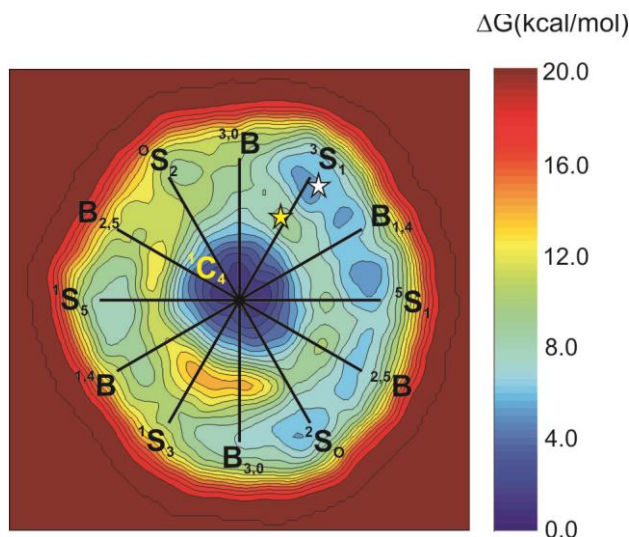 ΔG(kcal/mol)
20.0
16.0
12.0
8.0
4.0
0.0
³,⁰B
ᴼS₂
³S₁
B₂,₅
B₁,₄
¹C₄
¹S₅
⁵S₁
¹,⁴B
²,⁵B
¹S₃
²Sₒ
B₃,₀